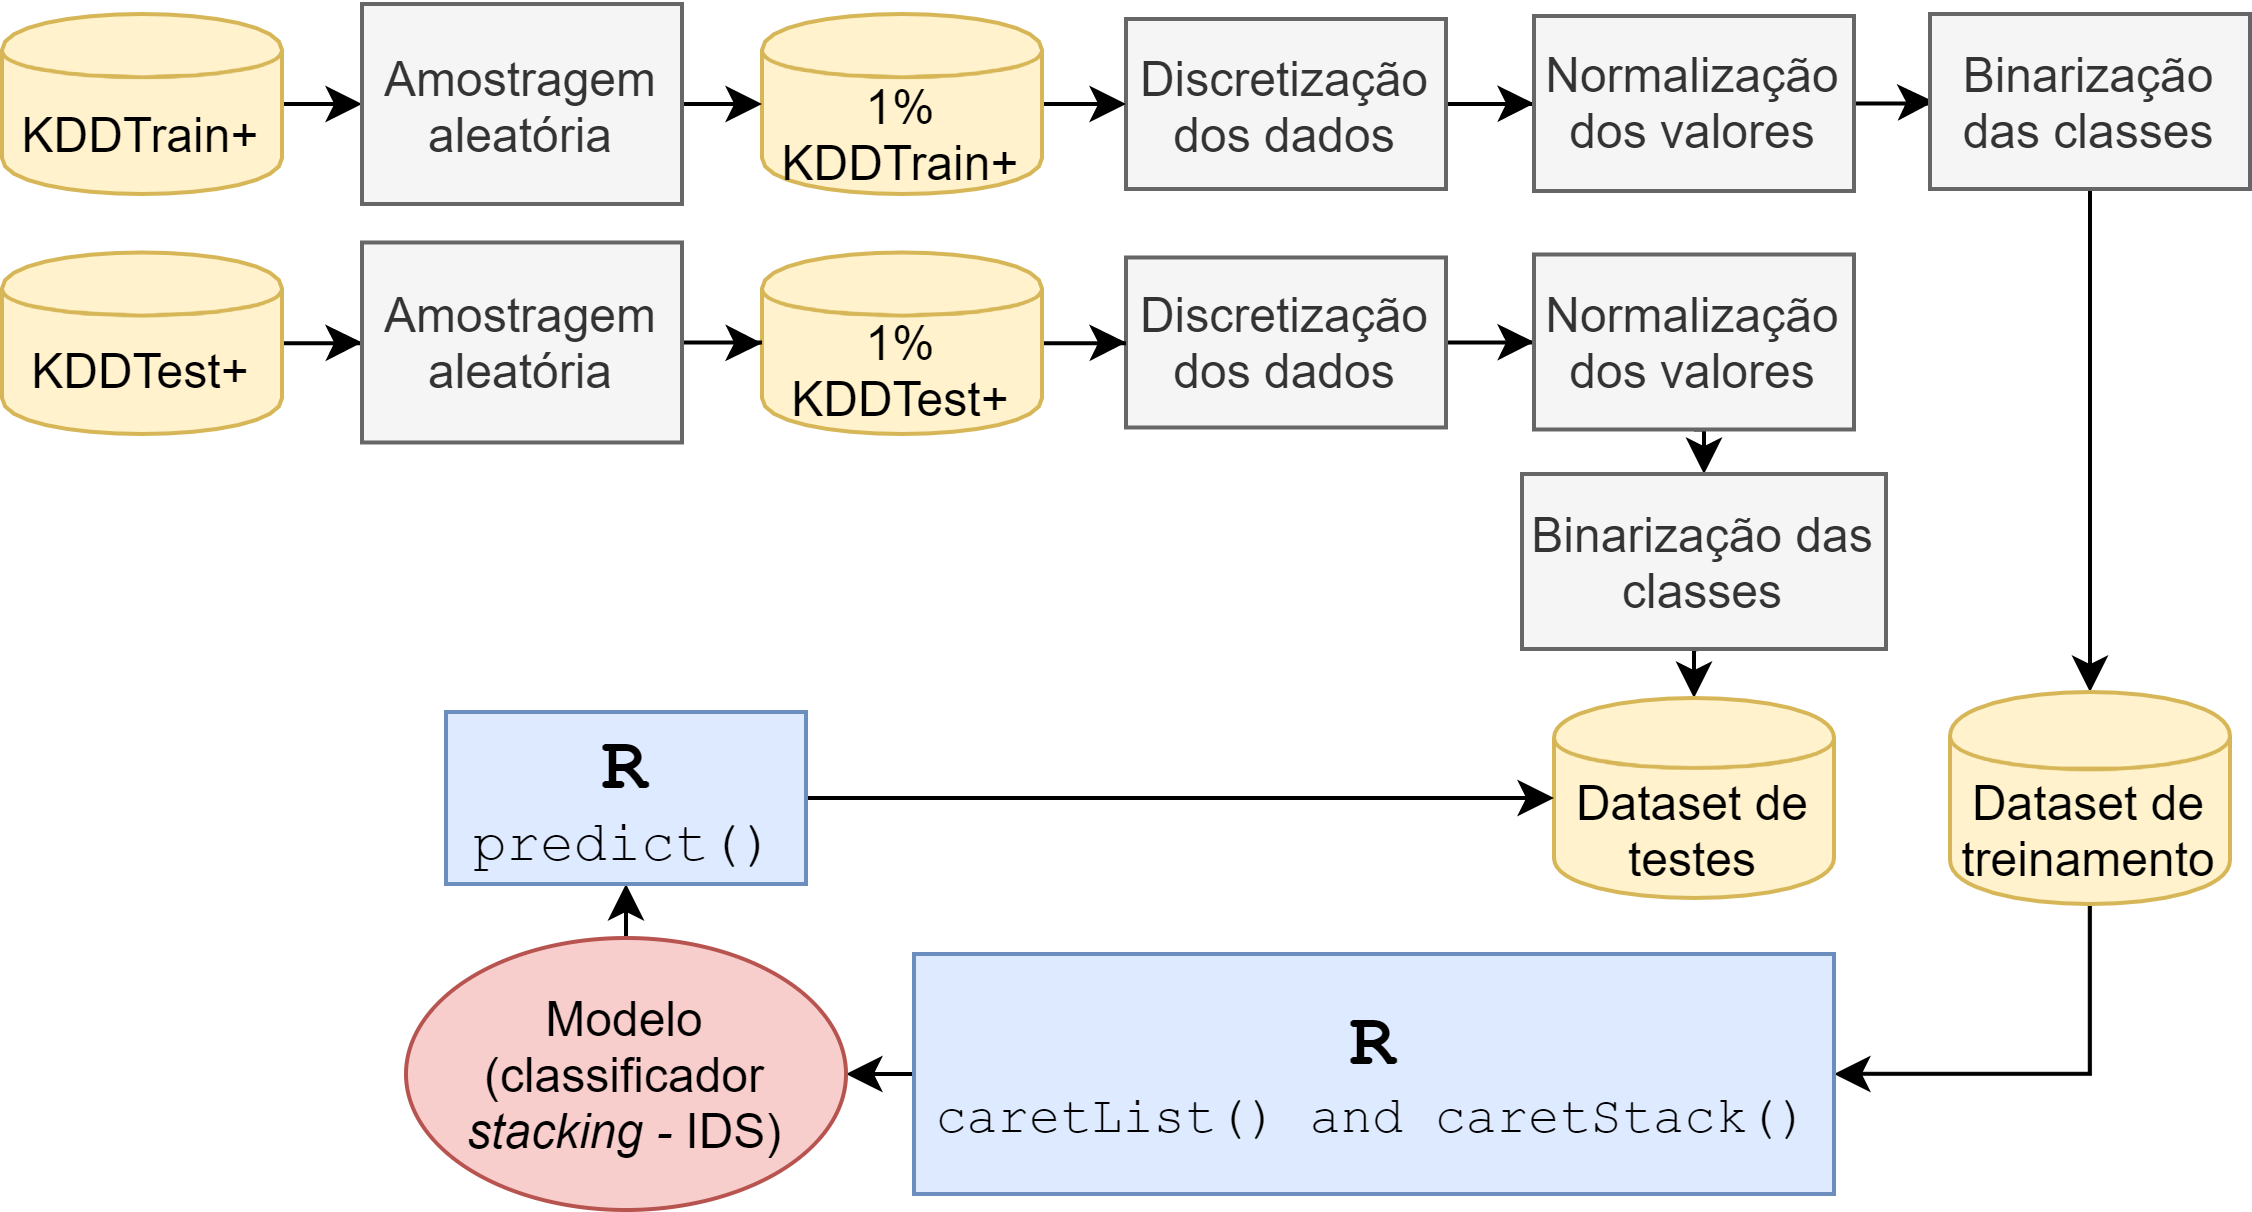 KDDTrain+
Amostragem
aleatória
1%
KDDTrain+
Discretização
dos dados
Normalização
dos valores
Binarização
das classes
KDDTest+
Amostragem
aleatória
1%
KDDTest+
Discretização
dos dados
Normalização
dos valores
Binarização das
classes
R
predict()
Dataset de
testes
Dataset de
treinamento
Modelo
(classificador
stacking - IDS)
R
caretList() and caretStack()